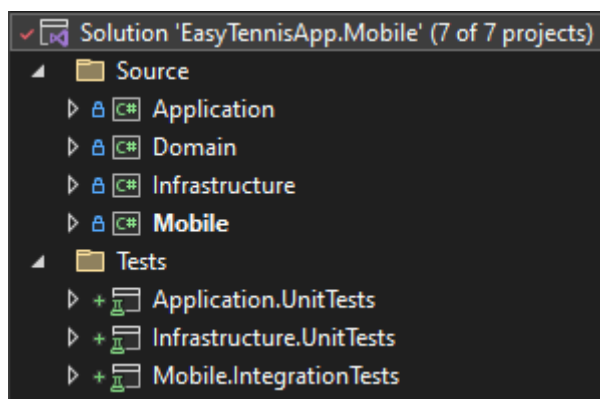 Solution 'EasyTennisApp.Mobile' (7 of 7 projects)
Source
C# Application
C# Domain
C# Infrastructure
C# Mobile
Tests
Application.UnitTests
Infrastructure.UnitTests
Mobile.IntegrationTests